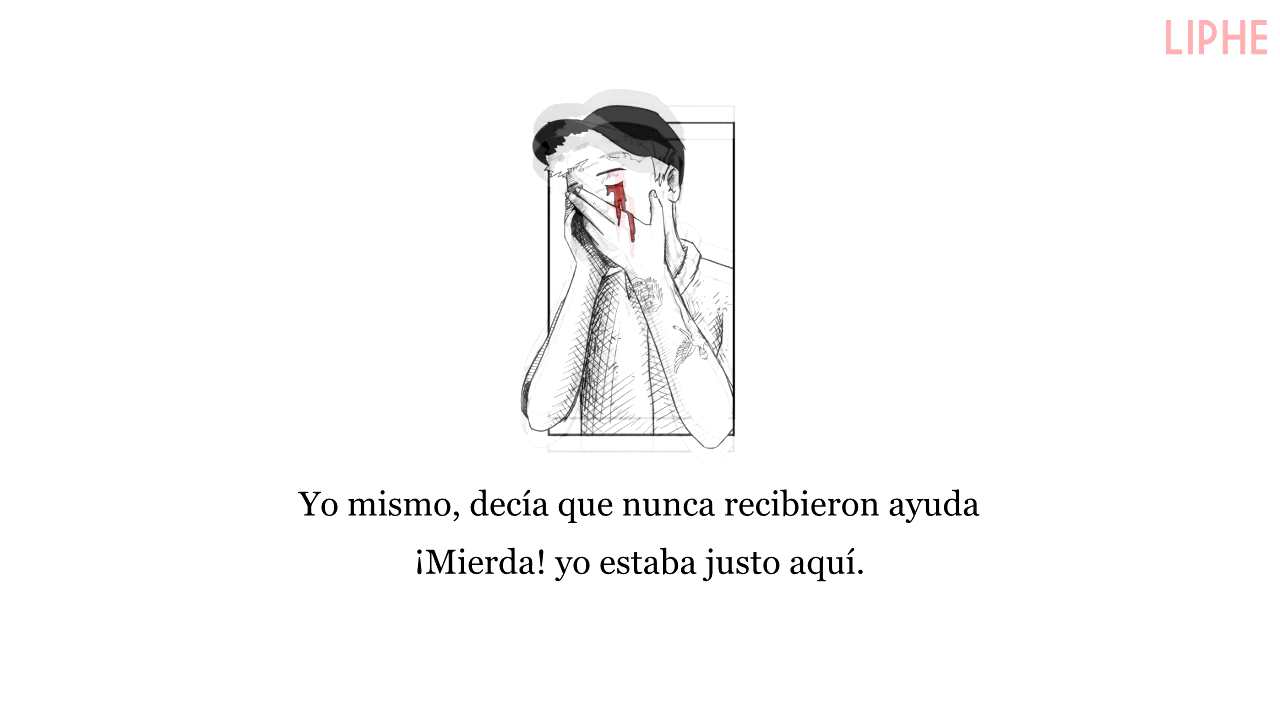 LIPHE
Yo mismo, decía que nunca recibieron ayuda
¡Mierda! yo estaba justo aquí.